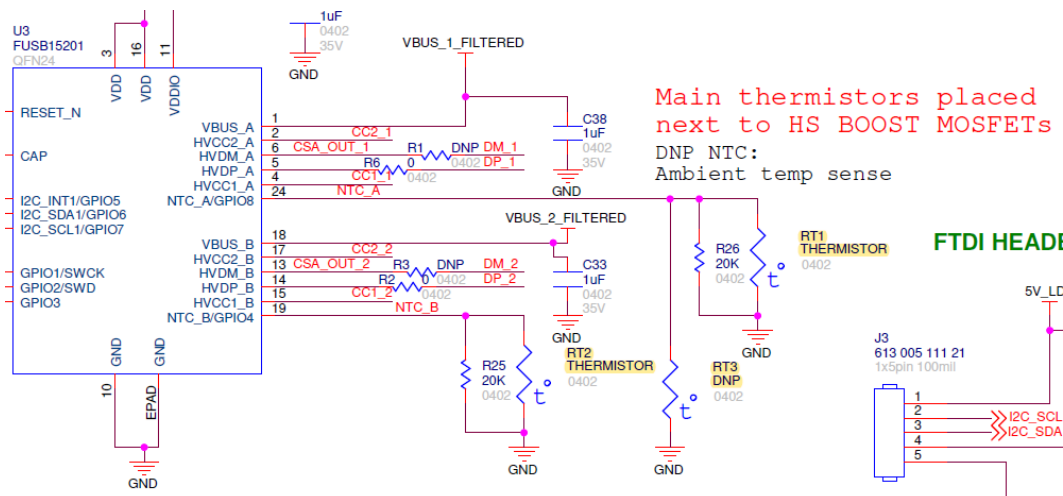 U3
FUSB15201
QFN24
3
16
11
VDD
VDD
VDDIO
RESET_N
CAP
I2C_INT1/GPIO5
I2C_SDA1/GPIO6
I2C_SCL1/GPIO7
GPIO1/SWCK
GPIO2/SWD
GPIO3
VBUS_A
HVCC2_A
HVDM_A
HVDP_A
HVCC1_A
NTC_A/GPIO8
VBUS_B
HVCC2_B
HVDM_B
HVDP_B
HVCC1_B
NTC_B/GPIO4
GND
GND
10
EPAD
GND
1
2
6
5
4
24
18
17
13
14
15
19
1uF
0402
35V
GND
VBUS_1_FILTERED
CC2_1
CSA_OUT_1
R1
DNP
DM_1
0402
R6
0
DP_1
0402
CC1_1
NTC_A
C38
1uF
0402
35V
GND
VBUS_2_FILTERED
CC2_2
CSA_OUT_2
R3
DNP
DM_2
0402
R2
0
DP_2
0402
CC1_2
NTC_B
C33
1uF
0402
35V
GND
Main thermistors placed
next to HS BOOST MOSFETs
DNP NTC:
Ambient temp sense
R26
20K
0402
t°
RT1
THERMISTOR
0402
GND
R25
20K
0402
t°
RT2
THERMISTOR
0402
GND
t°
RT3
DNP
0402
GND
FTDI HEADE
5V_LD
J3
613 005 111 21
1x5pin 100mil
1
2
3
4
5
I2C_SCL
I2C_SDA